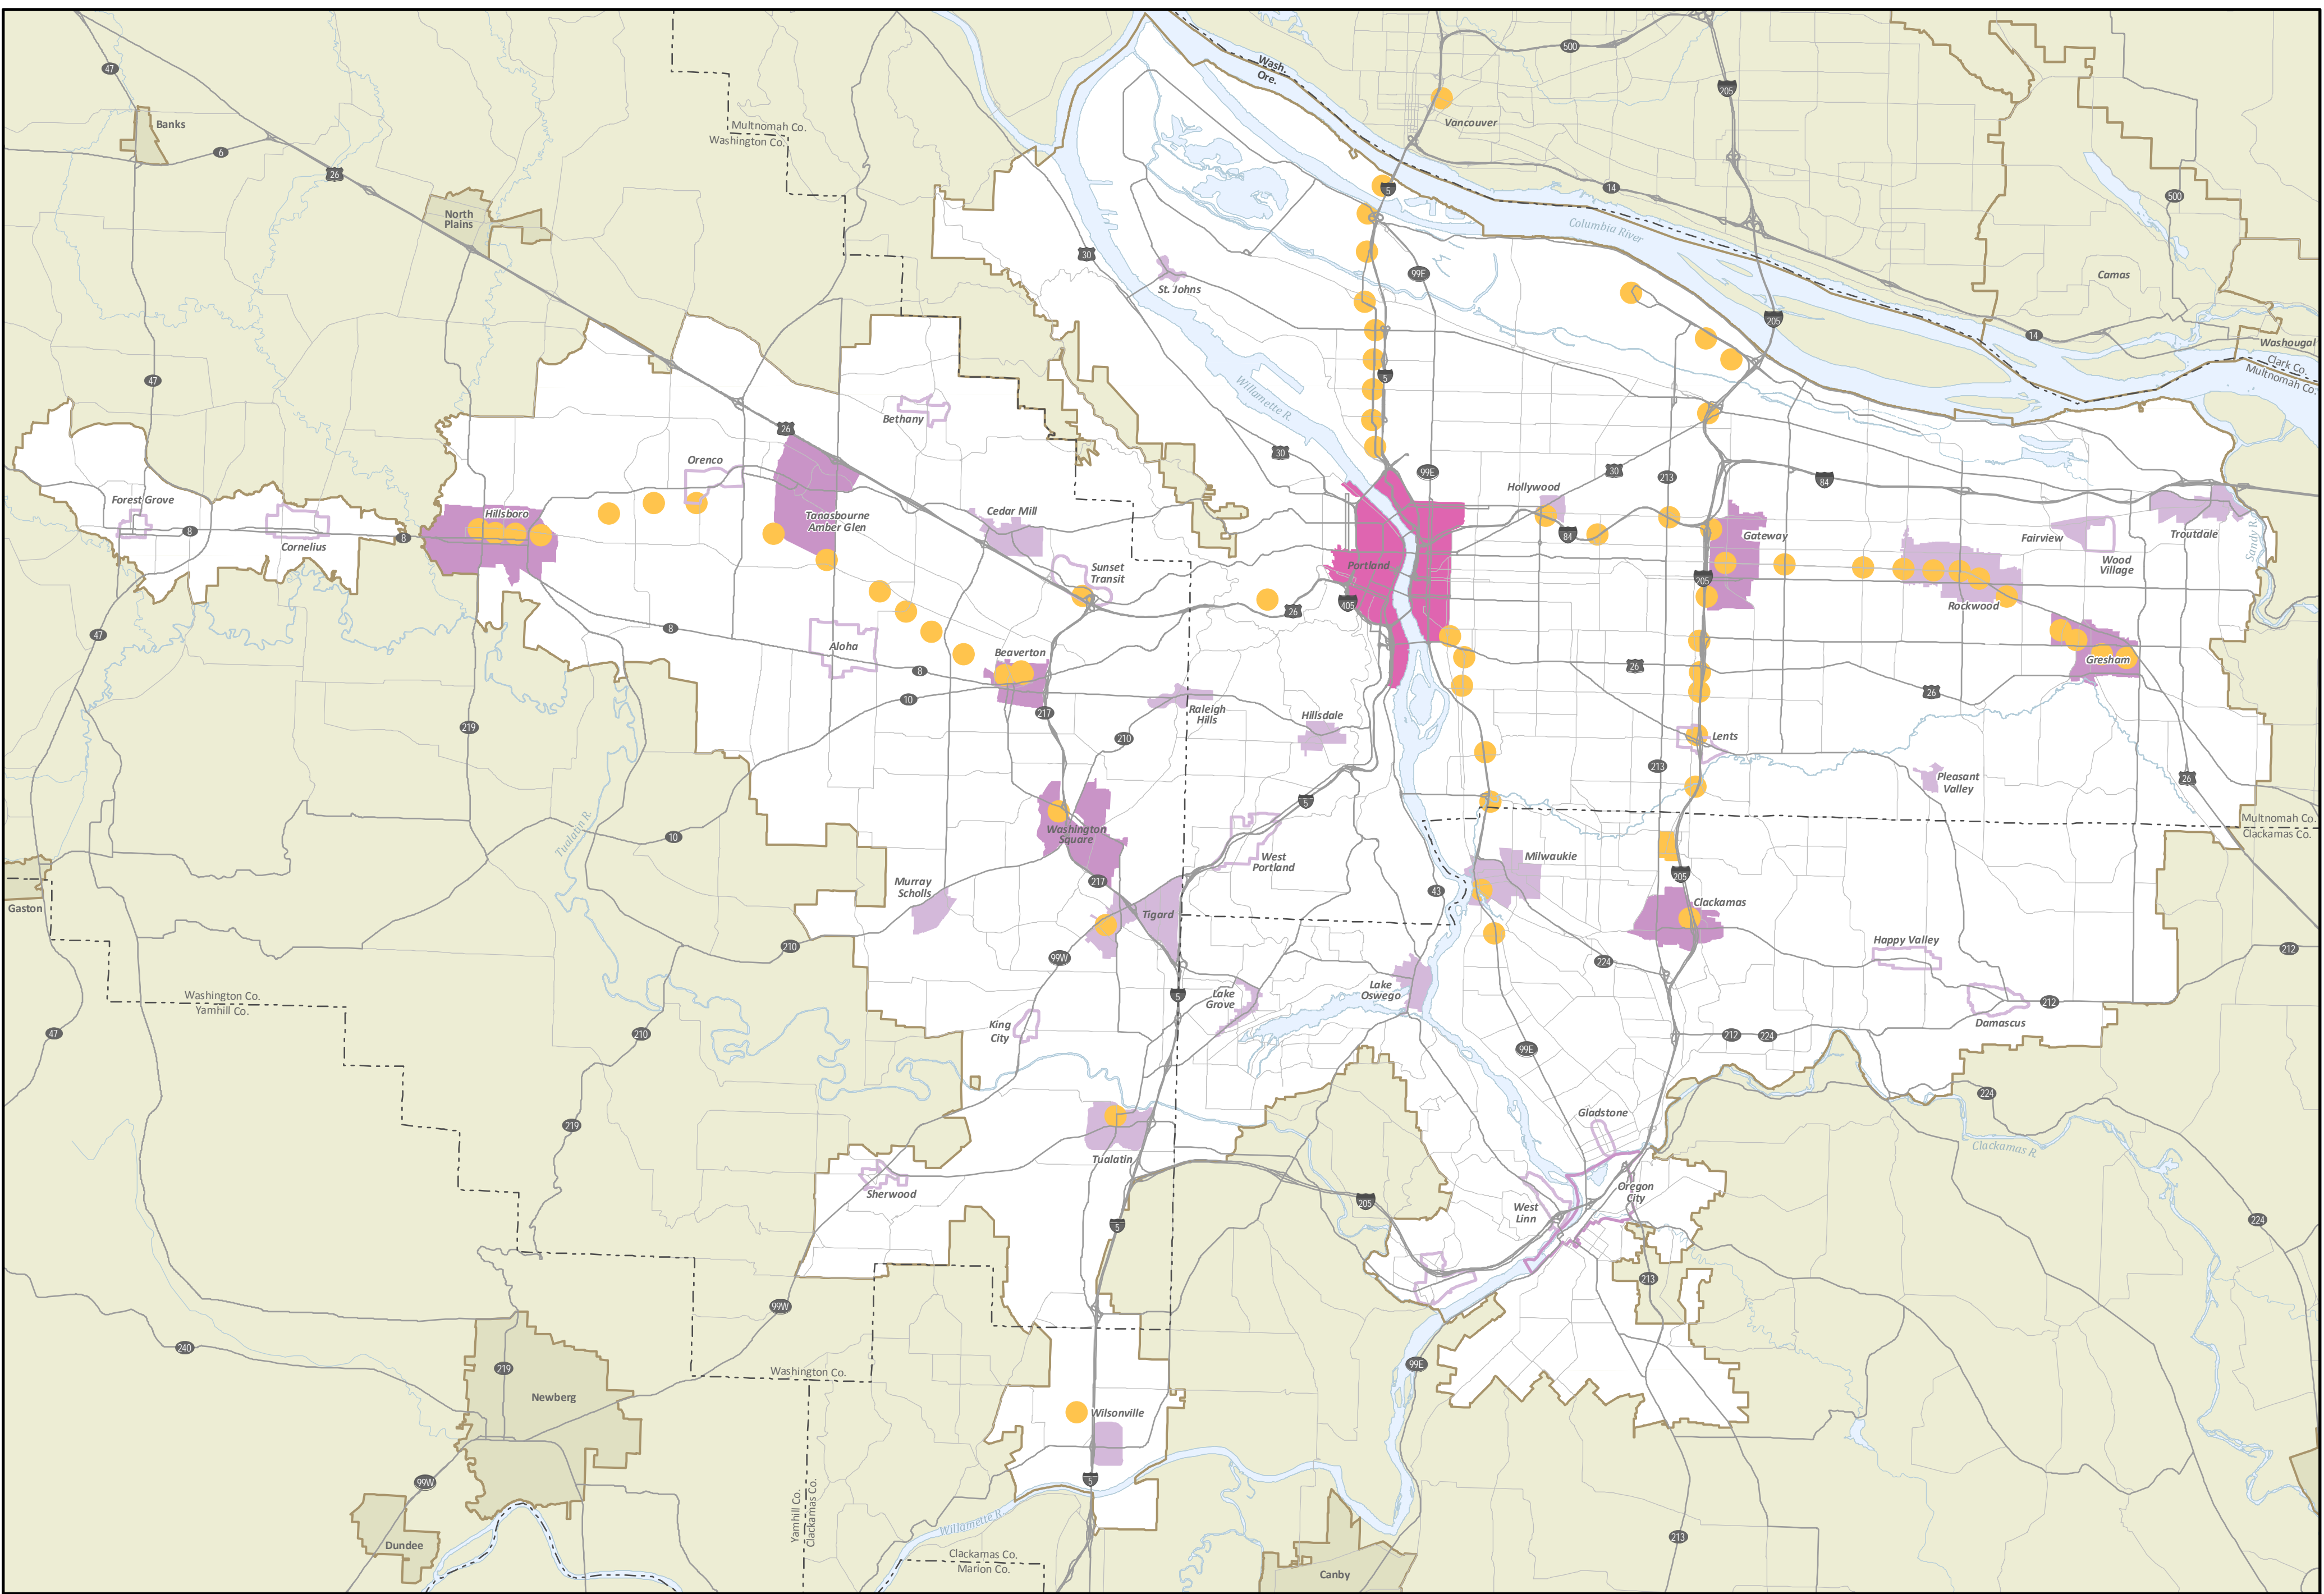 47
Banks
6
26
Multnomah Co.
Washington Co.
Wash.
Ore.
500
205
Vancouver
14
5
500
North
Plains
30
99E
Columbia River
Camas
St. Johns
205
14
Washougal
Clark Co.
Multnomah Co.
47
Willamette R.
5
Bethany
26
Orenco
30
99E
30
213
84
Forest Grove
8
Cornelius
8
Hillsboro
Tanasbourne
Amber Glen
Cedar Mill
Hollywood
84
Gateway
Fairview
Wood
Village
Troutdale
Sandy R.
Sunset
Transit
Portland
205
26
405
Rockwood
47
8
Aloha
8
Beaverton
26
Gresham
10
217
Raleigh
Hills
Hillsdale
26
219
210
Lents
213
Pleasant
Valley
26
5
Tualatin R.
10
Washington
Square
West
Portland
Multnomah Co.
Clackamas Co.
Milwaukie
Murray
Scholls
217
43
205
Gaston
Tigard
Clackamas
210
99W
Happy Valley
212
224
Washington Co.
Yamhill Co.
5
Lake
Grove
Lake
Oswego
212
Damascus
47
210
King
City
99E
212
224
224
219
Gladstone
Clackamas R.
Tualatin
Sherwood
Oregon
City
205
West
Linn
5
224
213
99W
240
219
Washington Co.
99E
Newberg
Wilsonville
99W
5
Yamhill Co.
Clackamas Co.
Willamette R.
213
Dundee
Clackamas Co.
Marion Co.
Canby